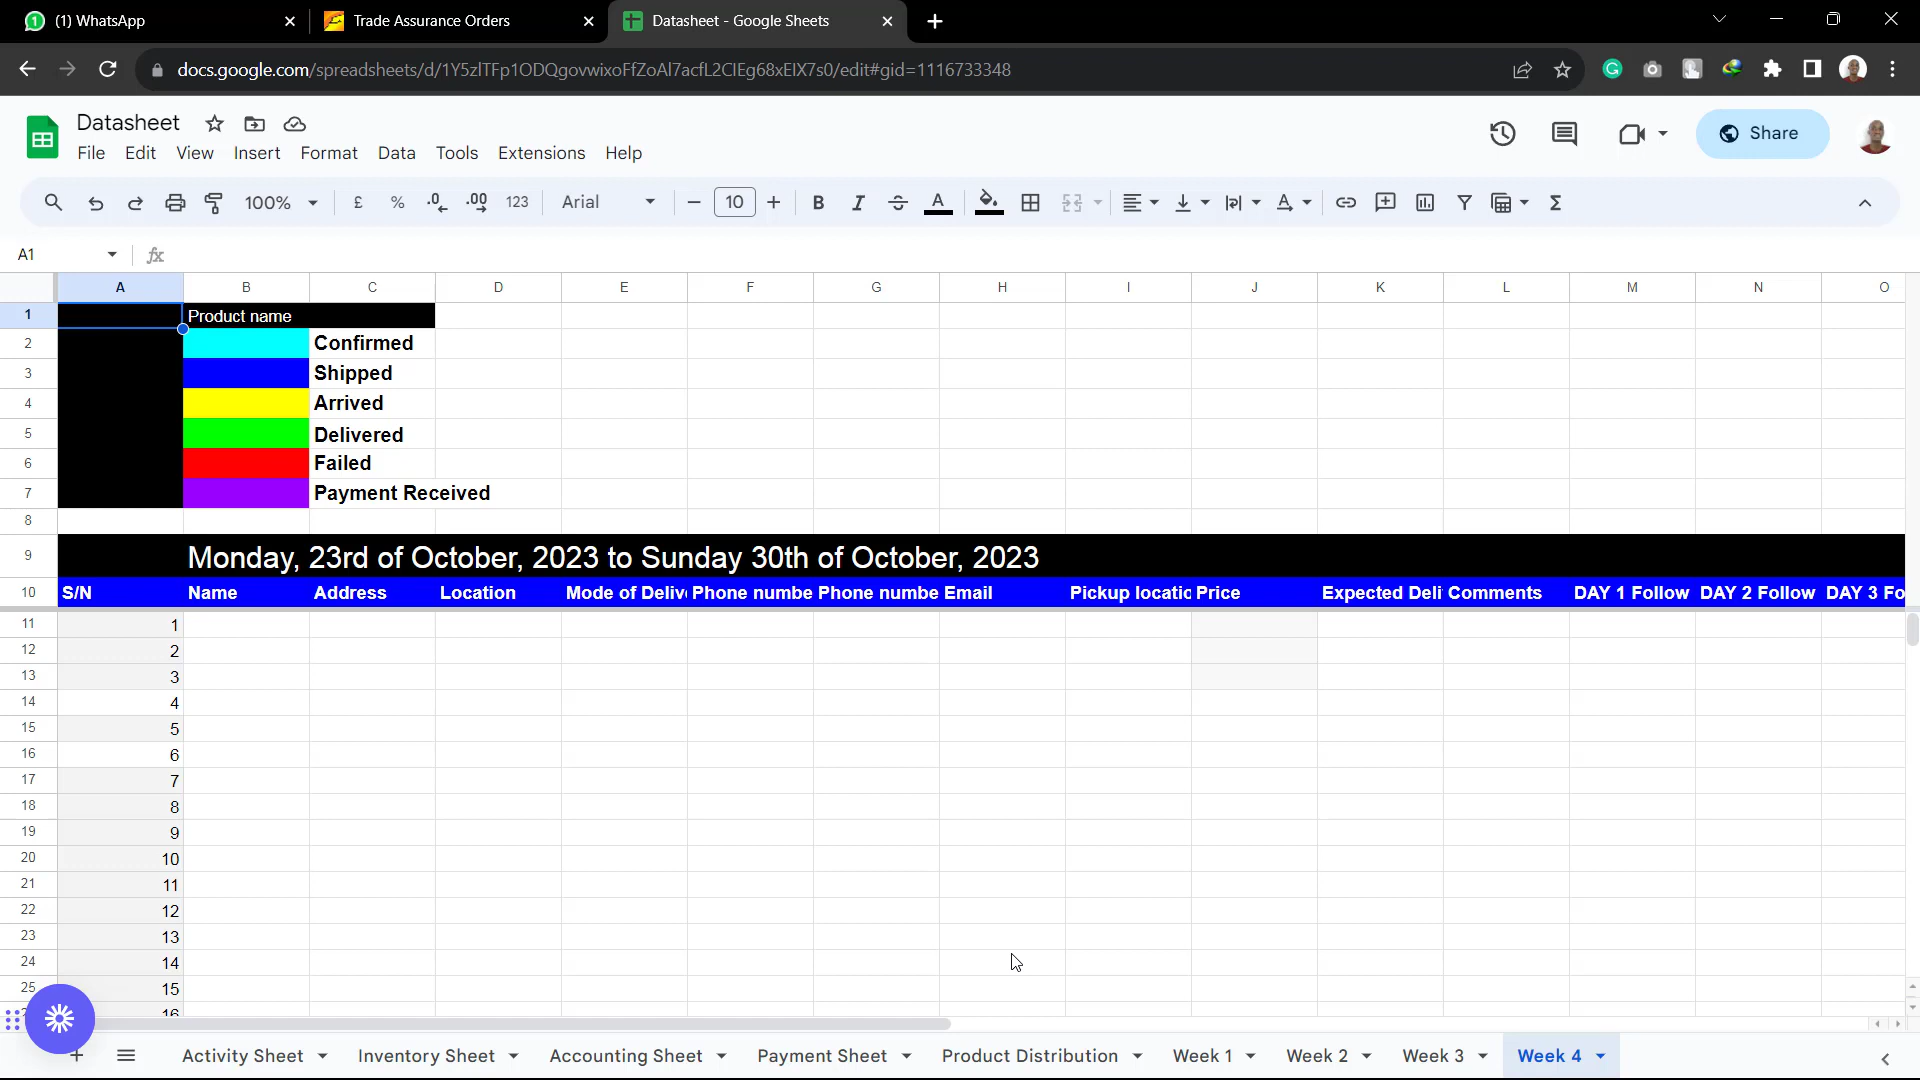 (1) WhatsApp
Trade Assurance Orders
Datasheet - Google Sheets
docs.google.com/spreadsheets/d/1Y5zlTFp1ODQgovwixoFfZoAl7acfL2ClEg68xElX7s0/edit#gid=1116733348
Datasheet
File Edit View Insert Format Data Tools Extensions Help
Share
100% £ % .0 .00 123 Arial 10 B I A
A1 fx
A B C D E F G H I J K L M N O
1 Product name
2 Confirmed
3 Shipped
4 Arrived
5 Delivered
6 Failed
7 Payment Received
8
9 Monday, 23rd of October, 2023 to Sunday 30th of October, 2023
10 S/N Name Address Location Mode of Deliv Phone numbe Phone numbe Email Pickup locatic Price Expected Deli Comments DAY 1 Follow DAY 2 Follow DAY 3 Fo
11 1
12 2
13 3
14 4
15 5
16 6
17 7
18 8
19 9
20 10
21 11
22 12
23 13
24 14
25 15
16
Activity Sheet Inventory Sheet Accounting Sheet Payment Sheet Product Distribution Week 1 Week 2 Week 3 Week 4